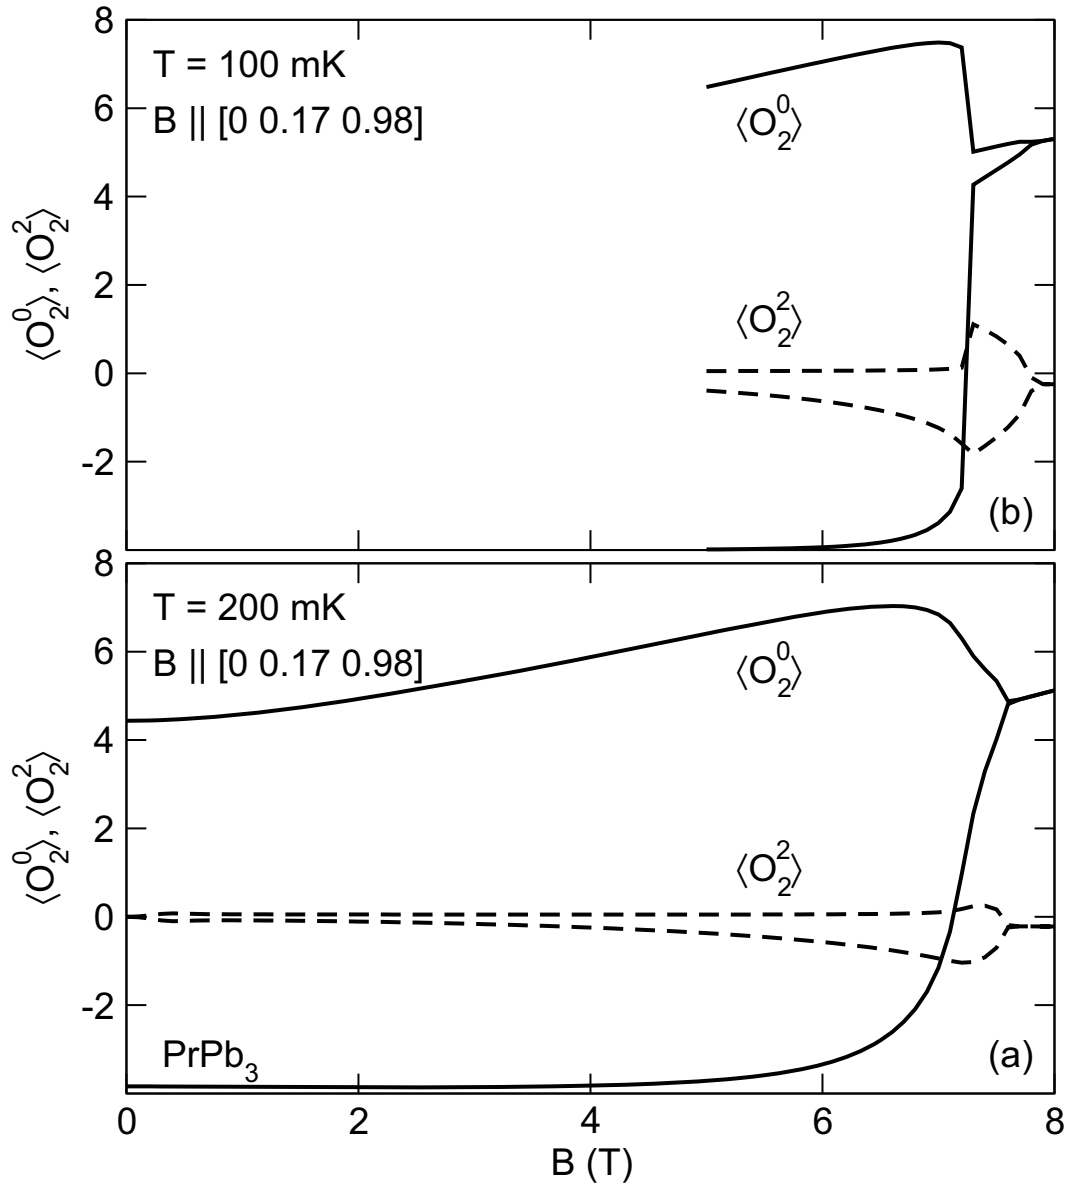 8
6
4
2
0
-2
⟨O₂⁰⟩, ⟨O₂²⟩
T = 100 mK
B || [0 0.17 0.98]
⟨O₂⁰⟩
⟨O₂²⟩
(b)
8
6
4
2
0
-2
⟨O₂⁰⟩, ⟨O₂²⟩
T = 200 mK
B || [0 0.17 0.98]
⟨O₂⁰⟩
⟨O₂²⟩
PrPb₃
(a)
0 2 4 6 8
B (T)